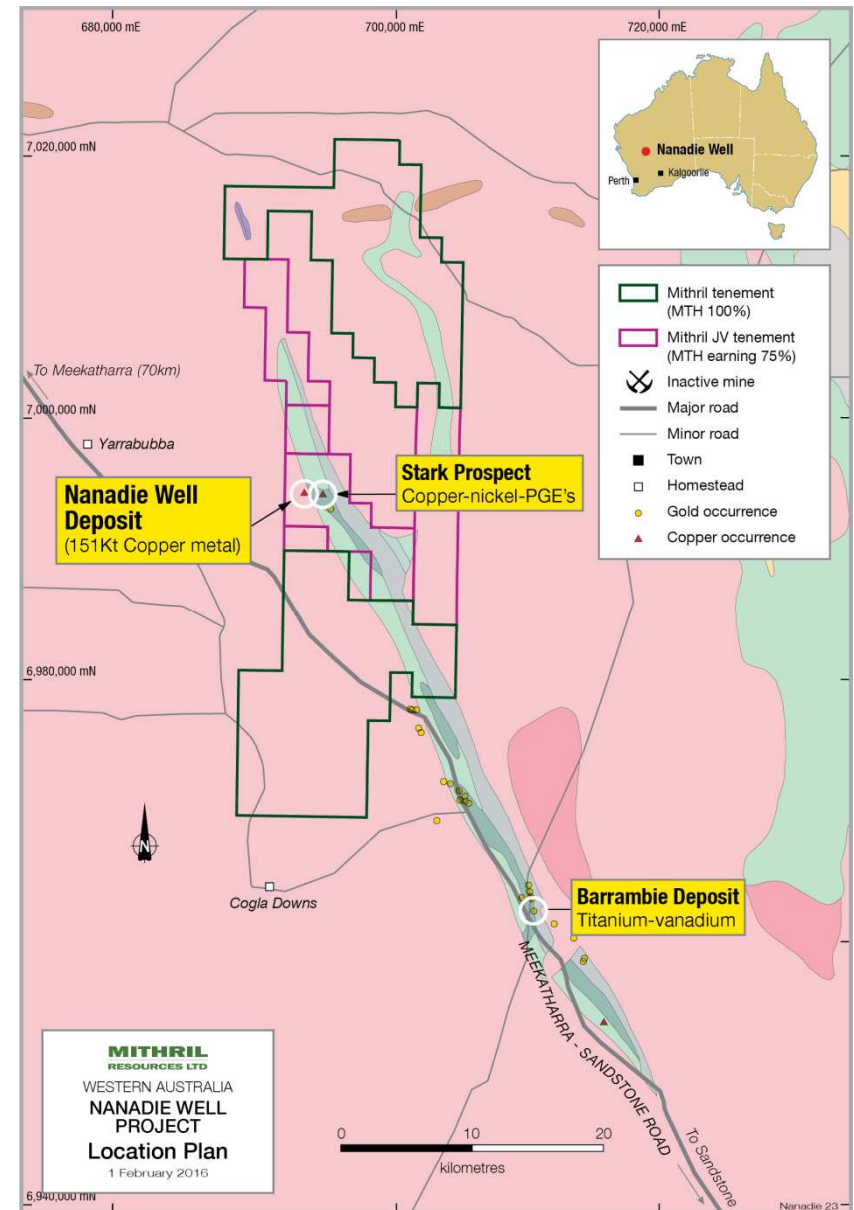 680,000 mE
700,000 mE
720,000 mE
7,020,000 mN
Nanadie Well
Perth
Kalgoorlie
Mithril tenement
(MTH 100%)
Mithril JV tenement
(MTH earning 75%)
Inactive mine
Major road
Minor road
Town
Homestead
Gold occurrence
Copper occurrence
To Meekatharra (70km)
7,000,000 mN
Yarrabubba
Nanadie Well
Deposit
(151Kt Copper metal)
Stark Prospect
Copper-nickel-PGE's
6,980,000 mN
N
Cogla Downs
Barrambie Deposit
Titanium-vanadium
MEEKATHARRA - SANDSTONE ROAD
To Sandstone
MITHRIL
RESOURCES LTD
WESTERN AUSTRALIA
NANADIE WELL
PROJECT
Location Plan
1 February 2016
0
10
20
kilometres
6,940,000 mN
Nanadie 23